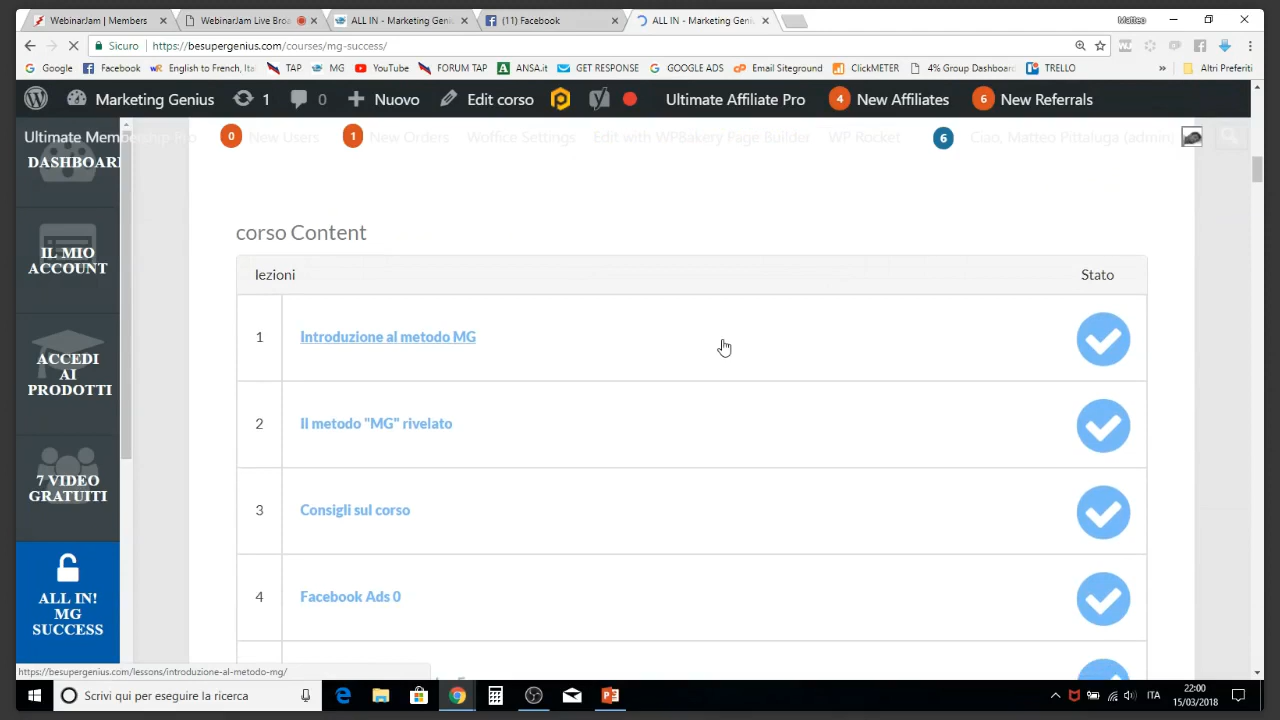 WebinarJam | Members
WebinarJam Live Bro
ALL IN - Marketing Geni
(11) Facebook
ALL IN - Marketing Geni
Matteo
Sicuro
https://besupergenius.com/courses/mg-success/
Google
Facebook
English to French, Ital
TAP
MG
YouTube
FORUM TAP
ANSA.it
GET RESPONSE
GOOGLE ADS
Email Siteground
ClickMETER
4% Group Dashboard
TRELLO
»
Altri Preferiti
Marketing Genius
1
0
Nuovo
Edit corso
Ultimate Affiliate Pro
4
New Affiliates
6
New Referrals
Ultimate Membership Pro
0
New Users
1
New Orders
Woffice Settings
Edit with WPBakery Page Builder
WP Rocket
6
Ciao, Matteo Pittaluga (admin)
DASHBOAR
IL MIO
ACCOUNT
ACCEDI
AI
PRODOTTI
7 VIDEO
GRATUITI
ALL IN!
MG
SUCCESS
corso Content
lezioni
Stato
1
Introduzione al metodo MG
2
Il metodo "MG" rivelato
3
Consigli sul corso
4
Facebook Ads 0
https://besupergenius.com/lessons/introduzione-al-metodo-mg/
Scrivi qui per eseguire la ricerca
ITA
22:00
15/03/2018